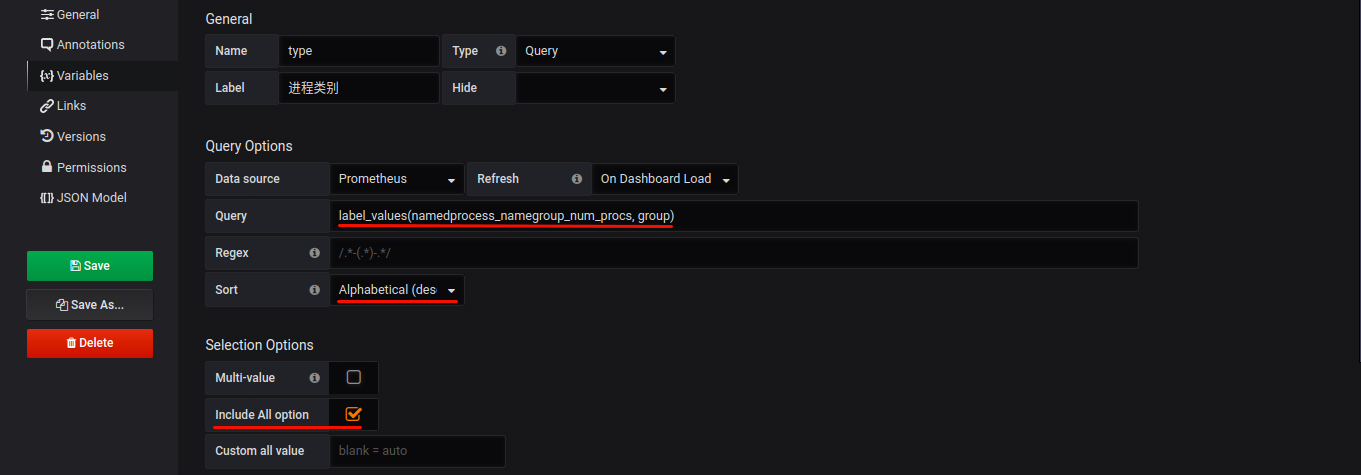 General
Annotations
Variables
Links
Versions
Permissions
JSON Model
Save
Save As...
Delete
General
Name type Type Query
Label 进程类别 Hide
Query Options
Data source Prometheus Refresh On Dashboard Load
Query label_values(namedprocess_namegroup_num_procs, group)
Regex /.*-(.*)-.*/
Sort Alphabetical (des
Selection Options
Multi-value
Include All option
Custom all value blank = auto